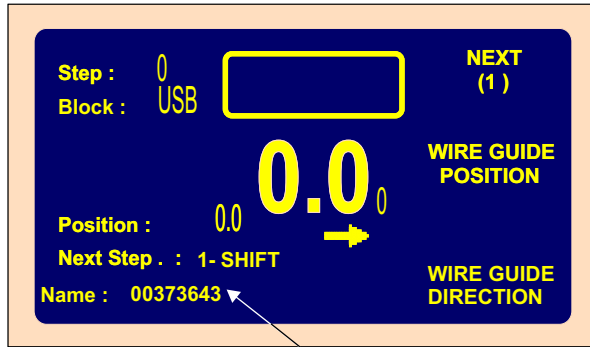 Step : 0
Block : USB
NEXT
(1 )
0.0 0
WIRE GUIDE
POSITION
Position : 0.0
Next Step . : 1- SHIFT
Name : 00373643
WIRE GUIDE
DIRECTION